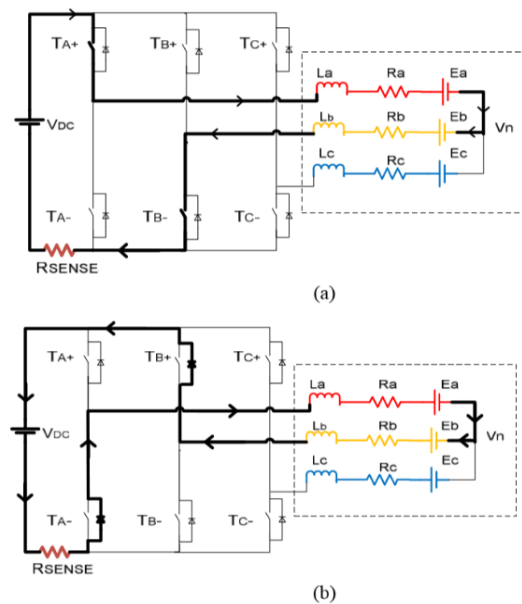 TA+ TB+ TC+
La Ra Ea
VDC Lb Rb Eb Vn
Lc Rc Ec
TA- TB- TC-
RSENSE
(a)
TA+ TB+ TC+
La Ra Ea
VDC Lb Rb Eb Vn
Lc Rc Ec
TA- TB- TC-
RSENSE
(b)